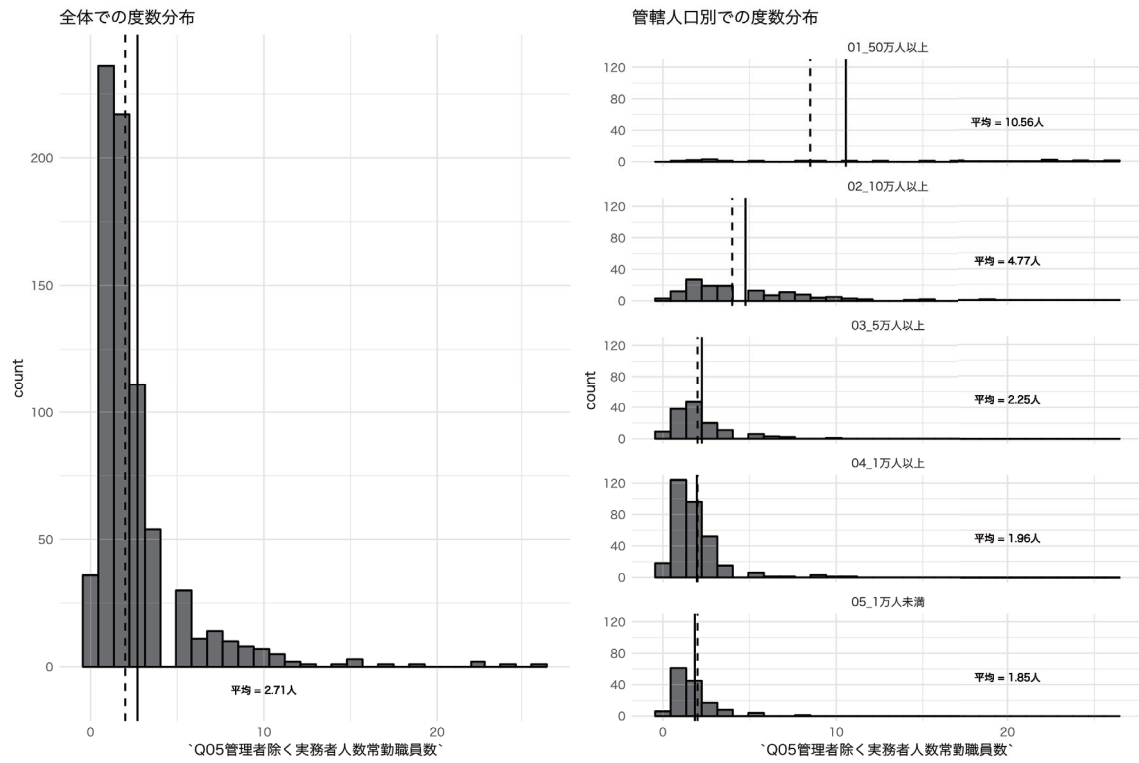 全体での度数分布
count
200
150
100
50
0
平均 = 2.71人
0
10
20
`Q05管理者除く実務者人数常勤職員数`
管轄人口別での度数分布
count
01_50万人以上
120
80
40
0
平均 = 10.56人
02_10万人以上
120
80
40
0
平均 = 4.77人
03_5万人以上
120
80
40
0
平均 = 2.25人
04_1万人以上
120
80
40
0
平均 = 1.96人
05_1万人未満
120
80
40
0
平均 = 1.85人
0
10
20
`Q05管理者除く実務者人数常勤職員数`